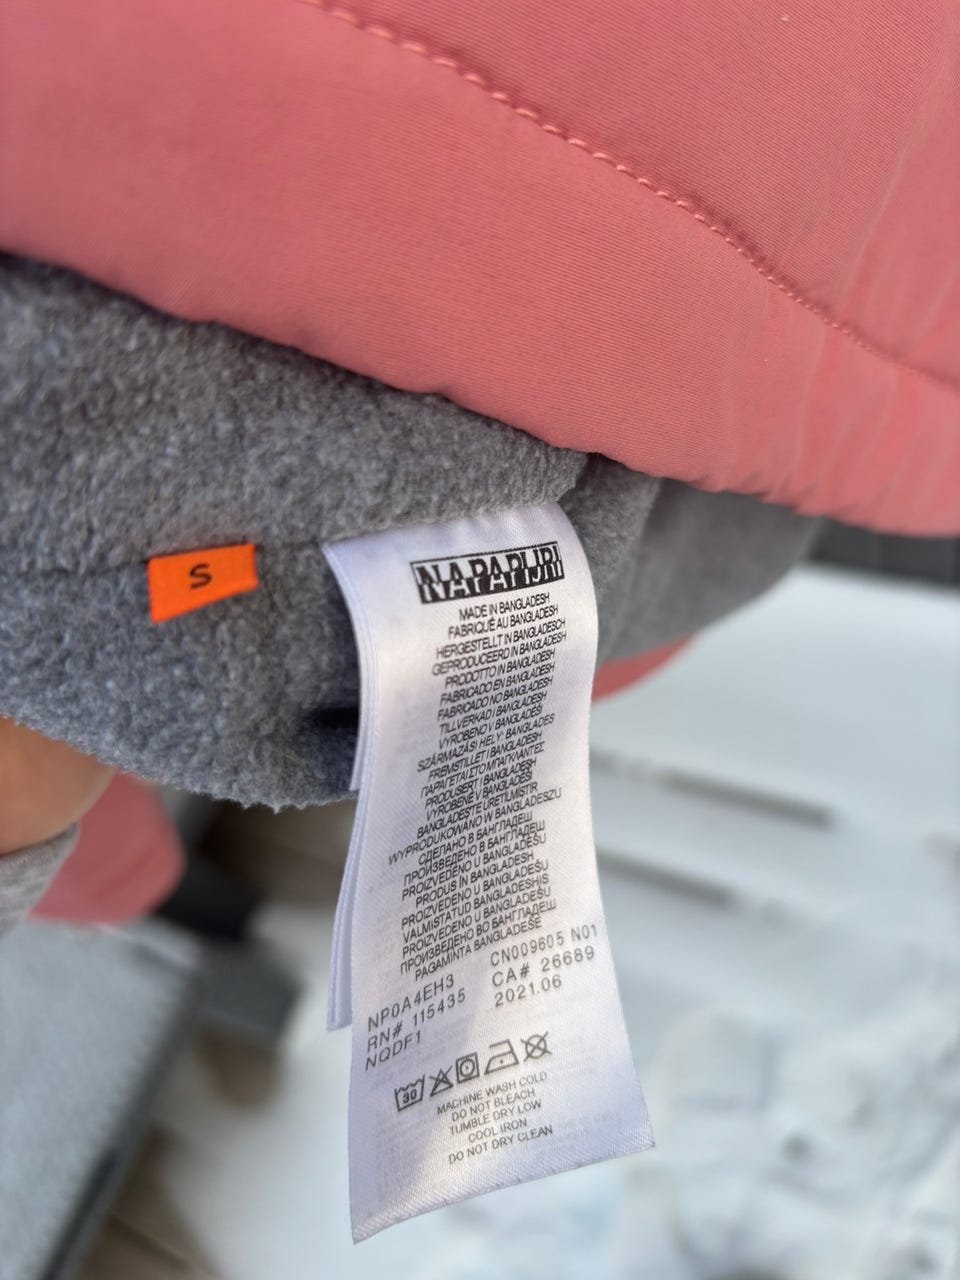 S
NAPAPIJRI
MADE IN BANGLADESH
FABRIQUÉ AU BANGLADESH
HERGESTELLT IN BANGLADESCH
GEPRODUCEERD IN BANGLADESH
PRODOTTO IN BANGLADESH
FABRICADO EN BANGLADESH
FABRICADO NO BANGLADESH
TILLVERKAD I BANGLADESH
VYROBENO V BANGLADÉŠI
SZÁRMAZÁSI HELY: BANGLADES
FREMSTILLET I BANGLADESH
ΠΑΡΑΓΕΤΑΙ ΣΤΟ ΜΠΑΓΚΛΑΝΤΕΣ
PRODUSERT I BANGLADESH
VYROBENÉ V BANGLADÉŠI
BANGLADEŞTE ÜRETİLMİŞTİR
WYPRODUKOWANO W BANGLADESZU
СДЕЛАНО В БАНГЛАДЕШ
ПРОИЗВЕДЕНО В БАНГЛАДЕШ
PROIZVEDENO U BANGLADEŠU
PRODUS ÎN BANGLADESH
PROIZVEDENO U BANGLADEŠU
VALMISTATUD BANGLADESHIS
PROIZVEDENO U BANGLADEŠU
ПРОИЗВЕДЕНО ВО БАНГЛАДЕШ
PAGAMINTA BANGLADEŠE
CN009605 N01
NP0A4EH3 CA# 26689
RN# 115435 2021.06
NQDF1
30
MACHINE WASH COLD
DO NOT BLEACH
TUMBLE DRY LOW
COOL IRON
DO NOT DRY CLEAN